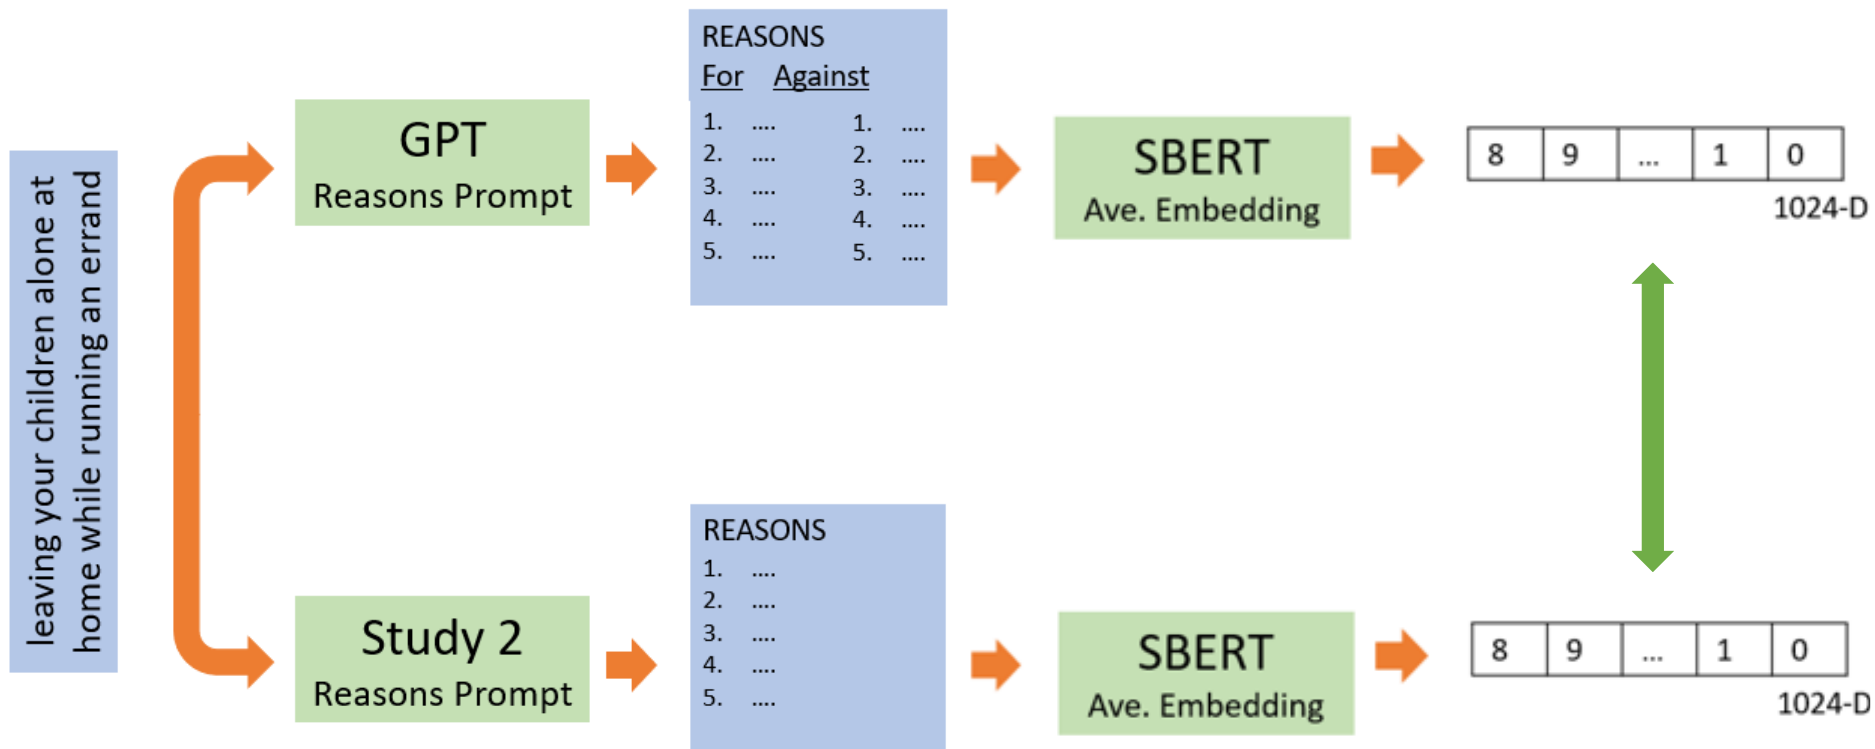 leaving your children alone at
home while running an errand
GPT
Reasons Prompt
REASONS
For Against
1. .... 1. ....
2. .... 2. ....
3. .... 3. ....
4. .... 4. ....
5. .... 5. ....
SBERT
Ave. Embedding
8 9 ... 1 0
1024-D
Study 2
Reasons Prompt
REASONS
1. ....
2. ....
3. ....
4. ....
5. ....
SBERT
Ave. Embedding
8 9 ... 1 0
1024-D